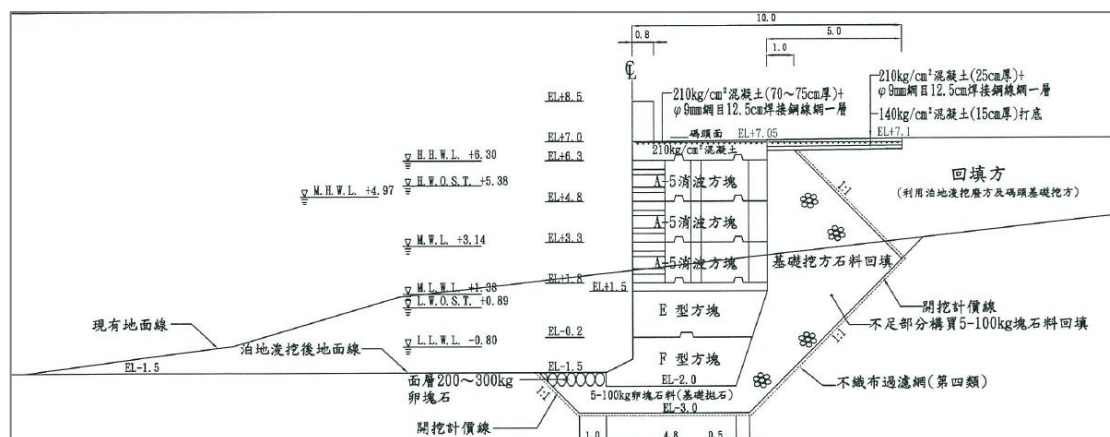 10.0
0.8
5.0
1.0
℄
210kg/cm²混凝土(25cm厚)+
φ9mm網目12.5cm焊接鋼線網一層
140kg/cm²混凝土(15cm厚)打底
210kg/cm²混凝土(70~75cm厚)+
φ9mm網目12.5cm焊接鋼線網一層
EL+8.5
碼頭面 EL+7.05
EL+7.1
EL+7.0
210kg/cm²混凝土
H.H.W.L. +6.30
EL+6.3
1:1
回填方
(利用泊地浚挖廢方及碼頭基礎挖方)
H.W.O.S.T. +5.38
A-5消波方塊
M.H.W.L. +4.97
EL+4.8
A-5消波方塊
M.W.L. +3.14
EL+3.3
A-5消波方塊
基礎挖方石料回填
EL+1.8
M.L.W.L. +1.38
EL+1.5
L.W.O.S.T. +0.89
開挖計價線
E 型方塊
不足部分構買5-100kg塊石料回填
現有地面線
EL-0.2
1:1
L.L.W.L. -0.80
泊地浚挖後地面線
F 型方塊
EL-1.5
EL-1.5
面層200~300kg
卵塊石
EL-2.0
不織布過濾網(第四類)
1:1
5-100kg卵塊石料(基礎拋石)
EL-3.0
開挖計價線
1.0
4.8
0.5